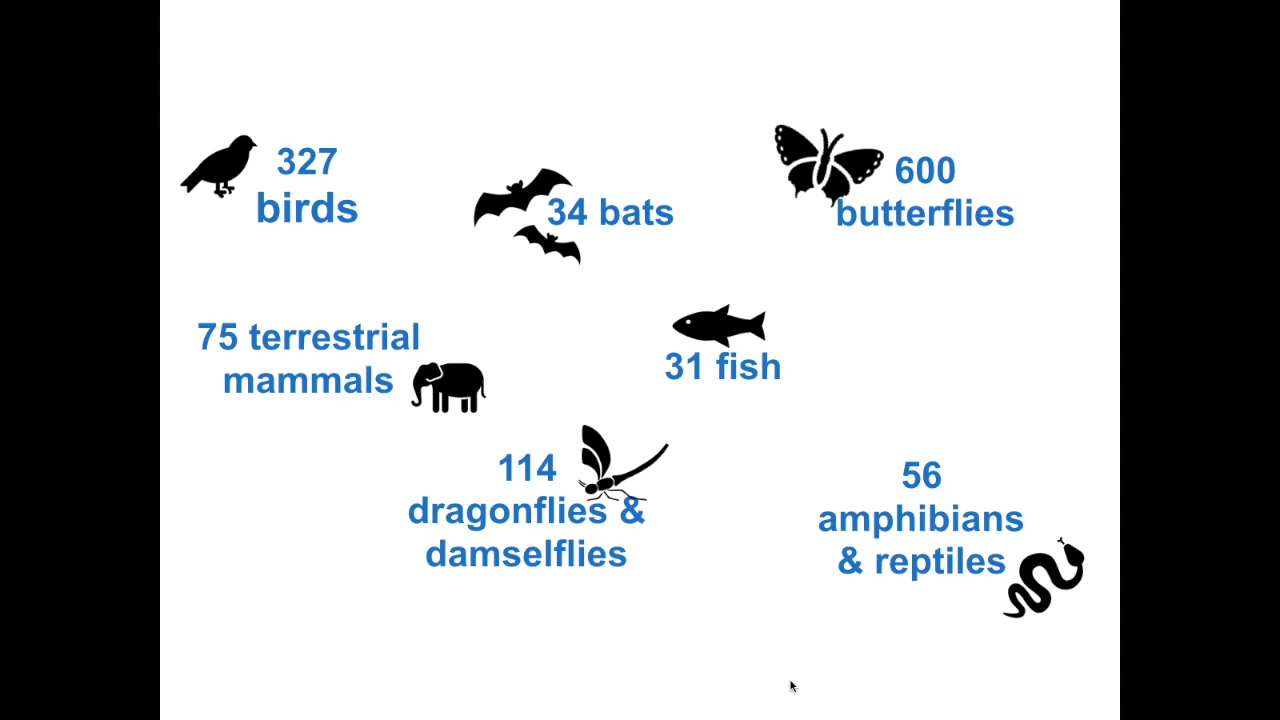 327
birds
34 bats
600
butterflies
75 terrestrial
mammals
31 fish
114
dragonflies &
damselflies
56
amphibians
& reptiles